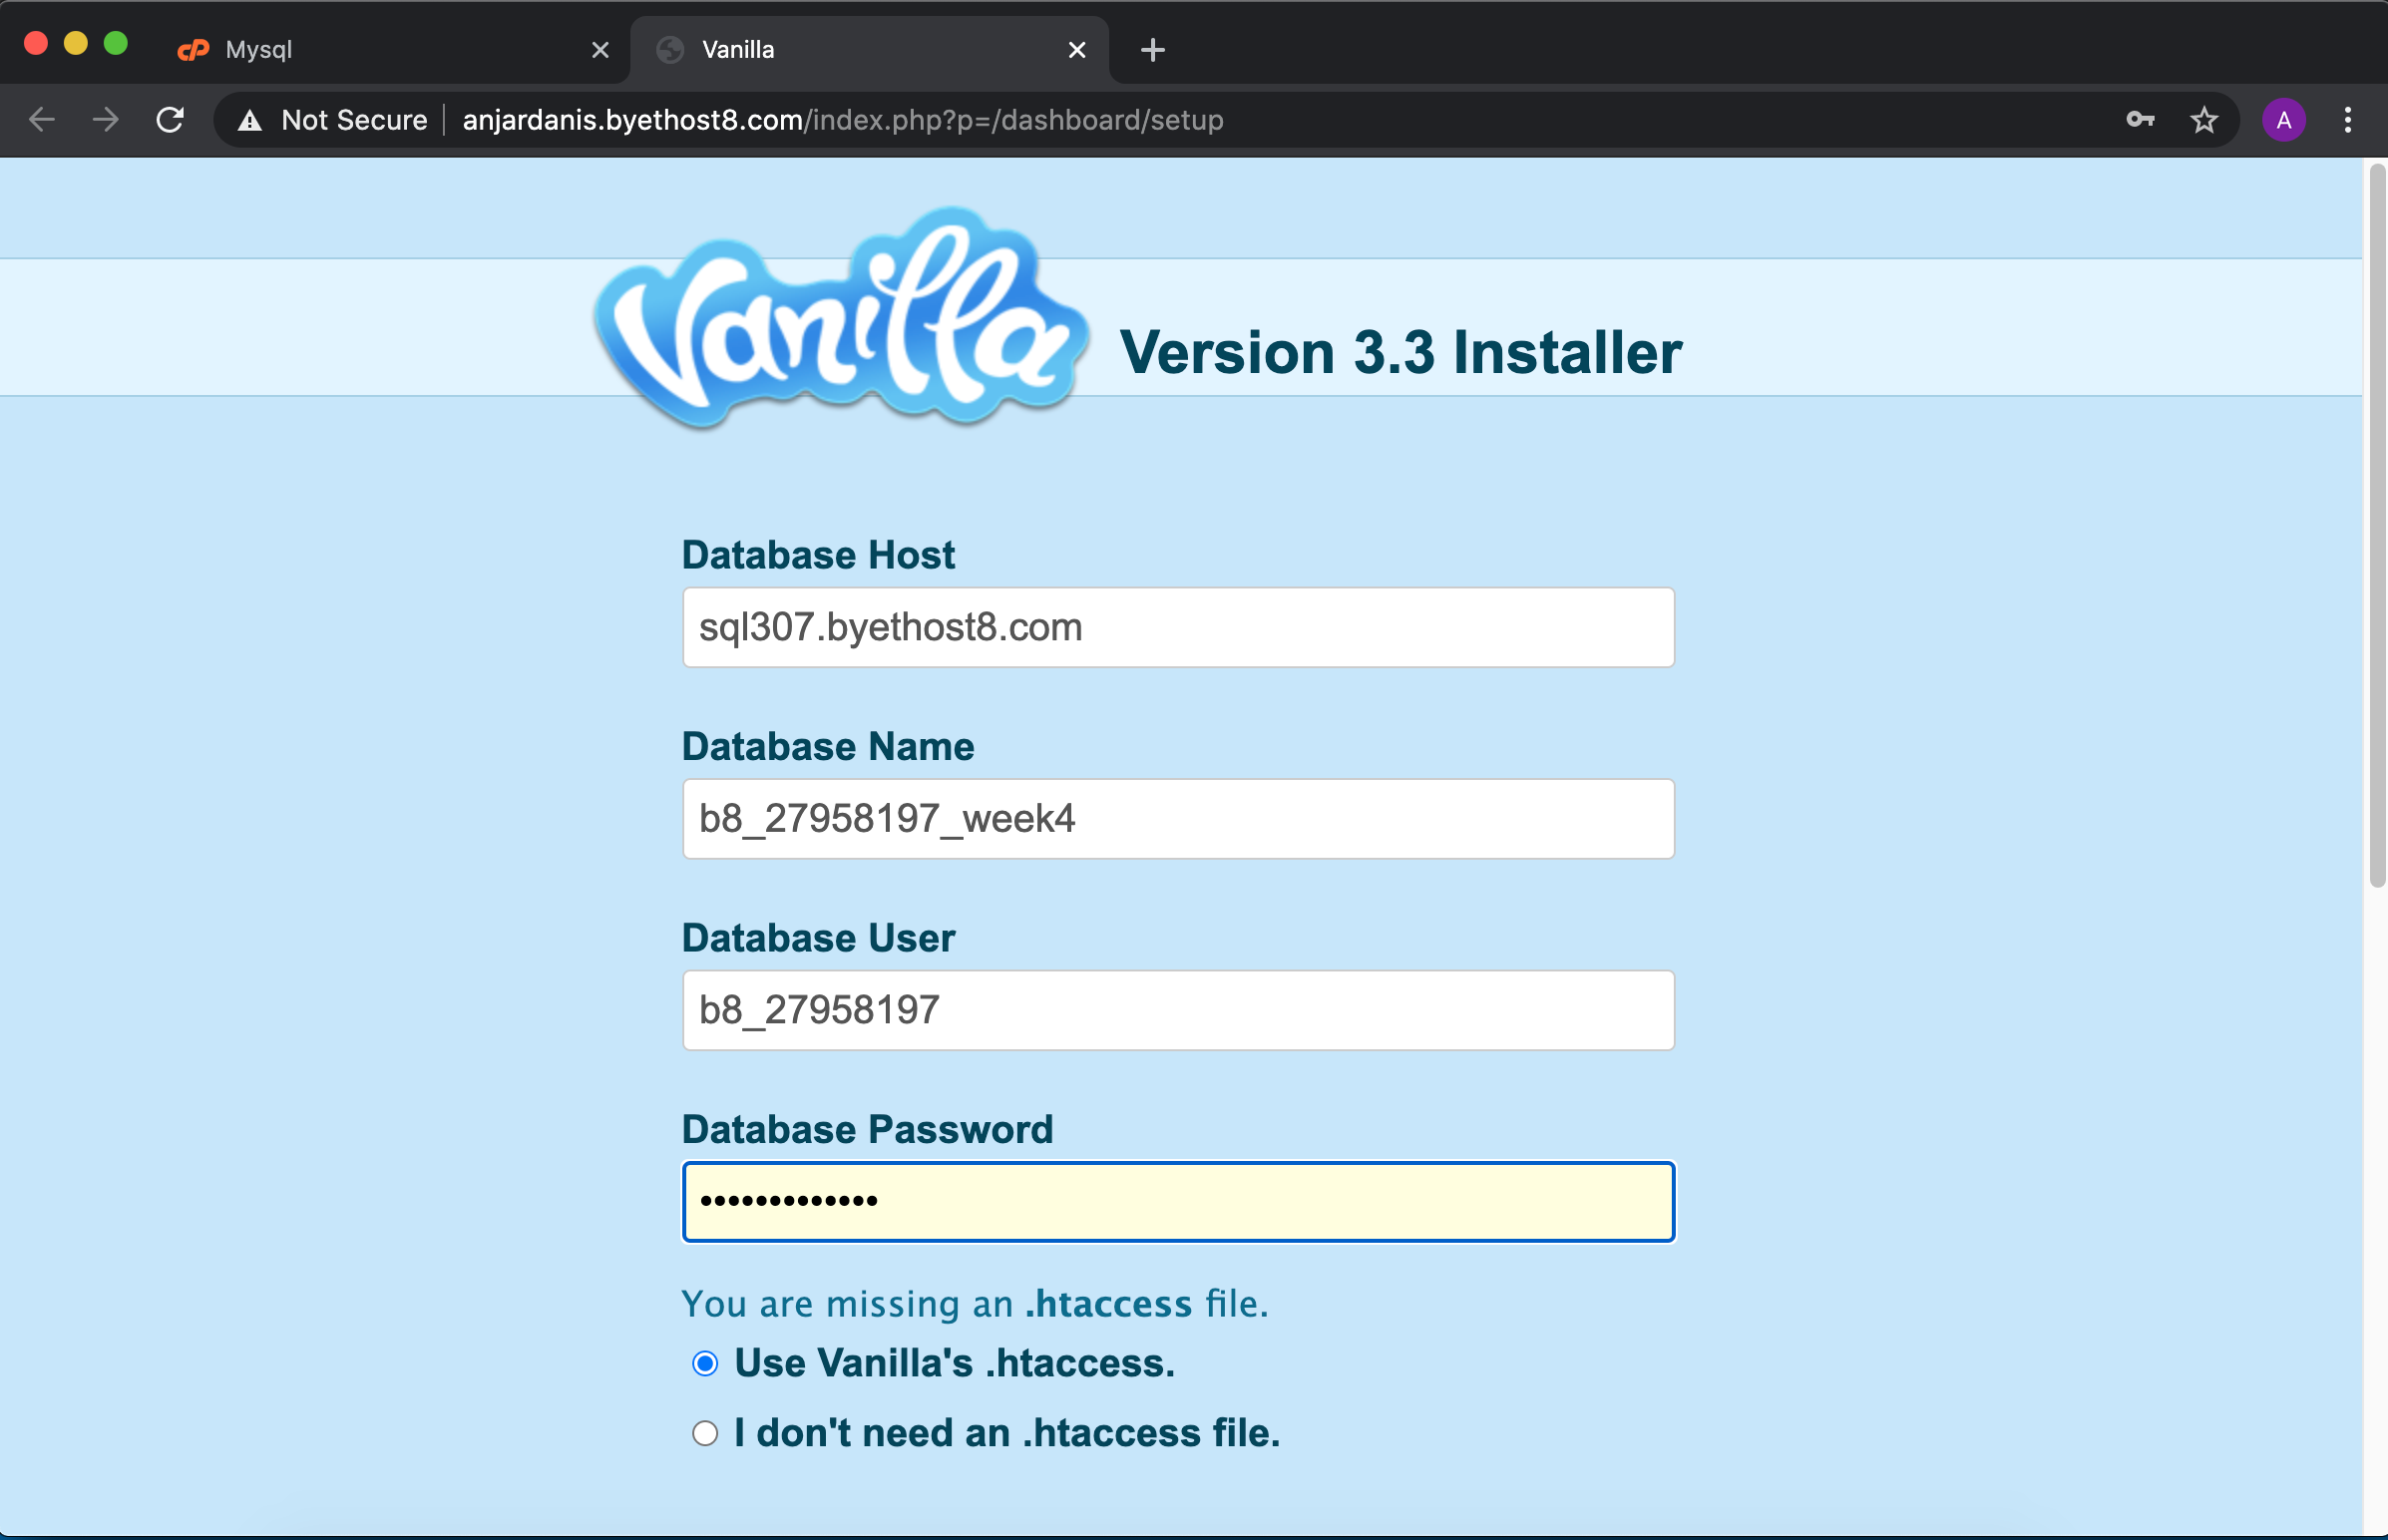 Mysql
Vanilla
Not Secure
anjardanis.byethost8.com/index.php?p=/dashboard/setup
A
Vanilla
Version 3.3 Installer
Database Host
sql307.byethost8.com
Database Name
b8_27958197_week4
Database User
b8_27958197
Database Password
•••••••••••••
You are missing an .htaccess file.
Use Vanilla's .htaccess.
I don't need an .htaccess file.